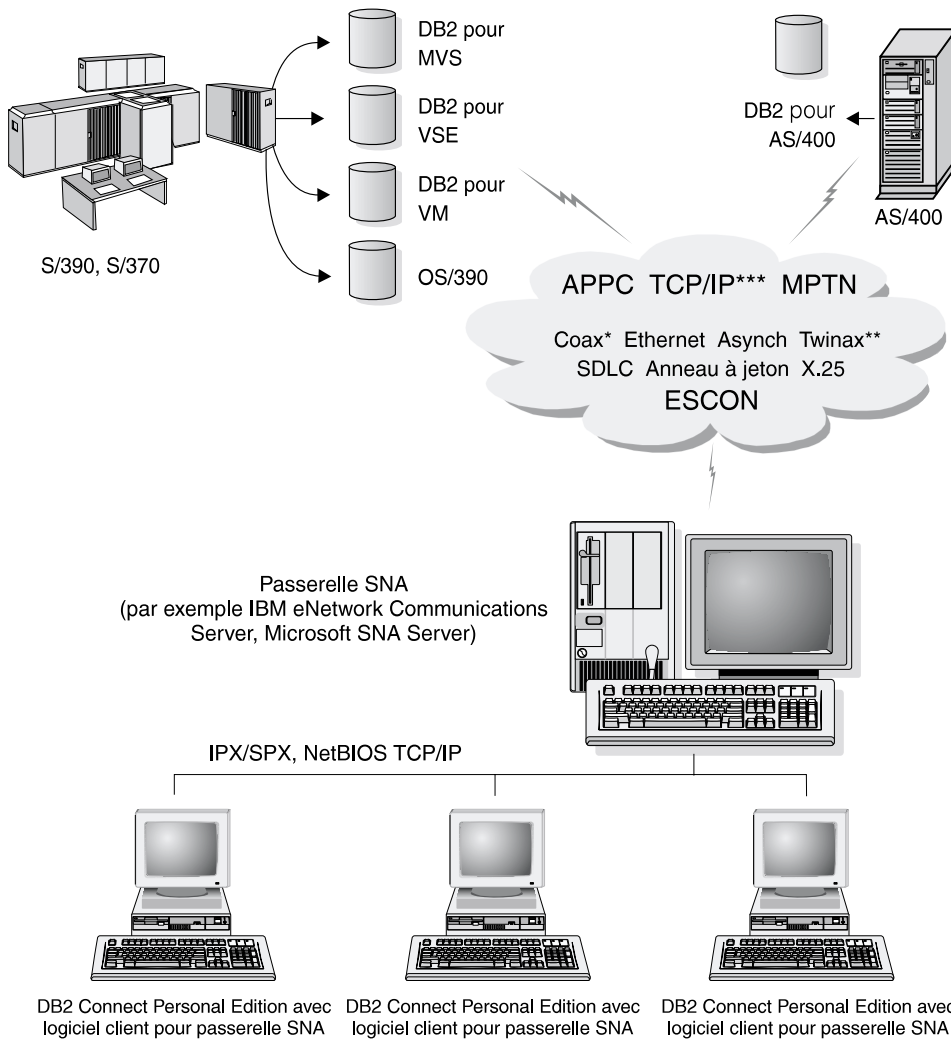 DB2 pour
MVS
DB2 pour
VSE
DB2 pour
VM
OS/390
S/390, S/370
DB2 pour
AS/400
AS/400
APPC TCP/IP*** MPTN
Coax* Ethernet Asynch Twinax**
SDLC Anneau à jeton X.25
ESCON
Passerelle SNA
(par exemple IBM eNetwork Communications
Server, Microsoft SNA Server)
IPX/SPX, NetBIOS TCP/IP
DB2 Connect Personal Edition avec
logiciel client pour passerelle SNA
DB2 Connect Personal Edition avec
logiciel client pour passerelle SNA
DB2 Connect Personal Edition avec
logiciel client pour passerelle SNA